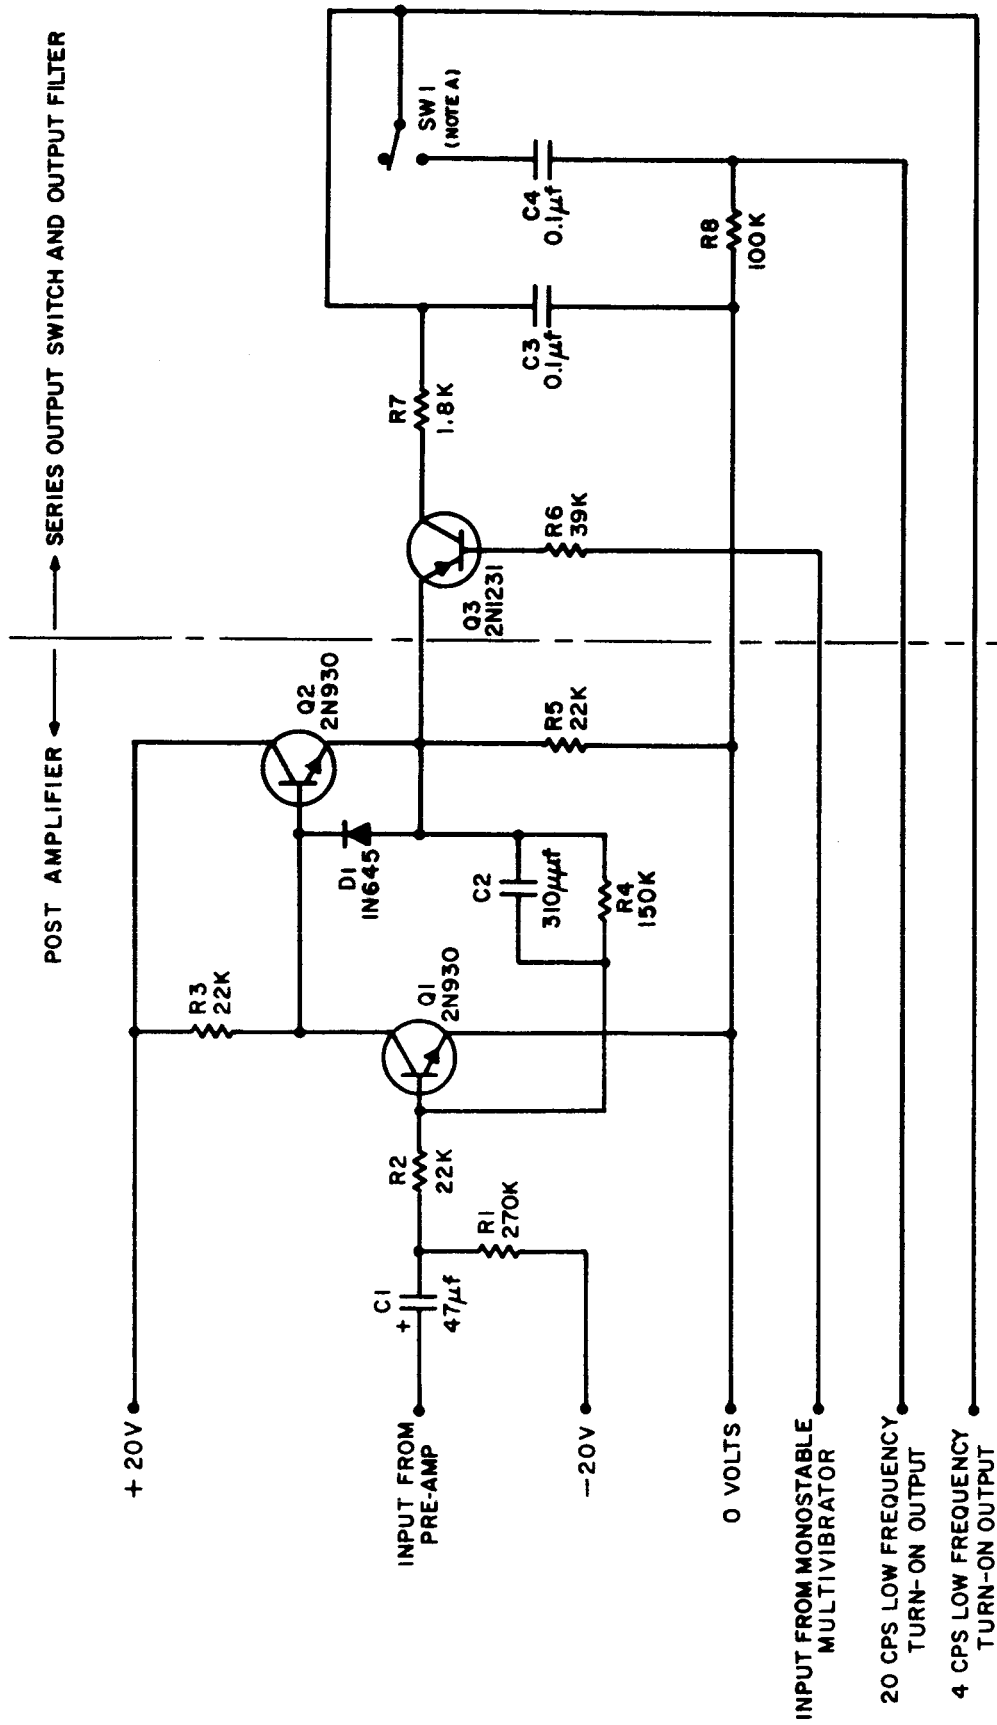 POST AMPLIFIER
SERIES OUTPUT SWITCH AND OUTPUT FILTER
+ 20V
R3
22K
Q2
2N930
D1
1N645
Q1
2N930
C2
310μμf
R4
150K
R5
22K
Q3
2N1231
R6
39K
R7
1.8K
C3
0.1μf
C4
0.1μf
SW1
(NOTE A)
R8
100K
INPUT FROM
PRE-AMP
C1
+
47μf
R2
22K
R1
270K
-20V
0 VOLTS
INPUT FROM MONOSTABLE
MULTIVIBRATOR
20 CPS LOW FREQUENCY
TURN-ON OUTPUT
4 CPS LOW FREQUENCY
TURN-ON OUTPUT